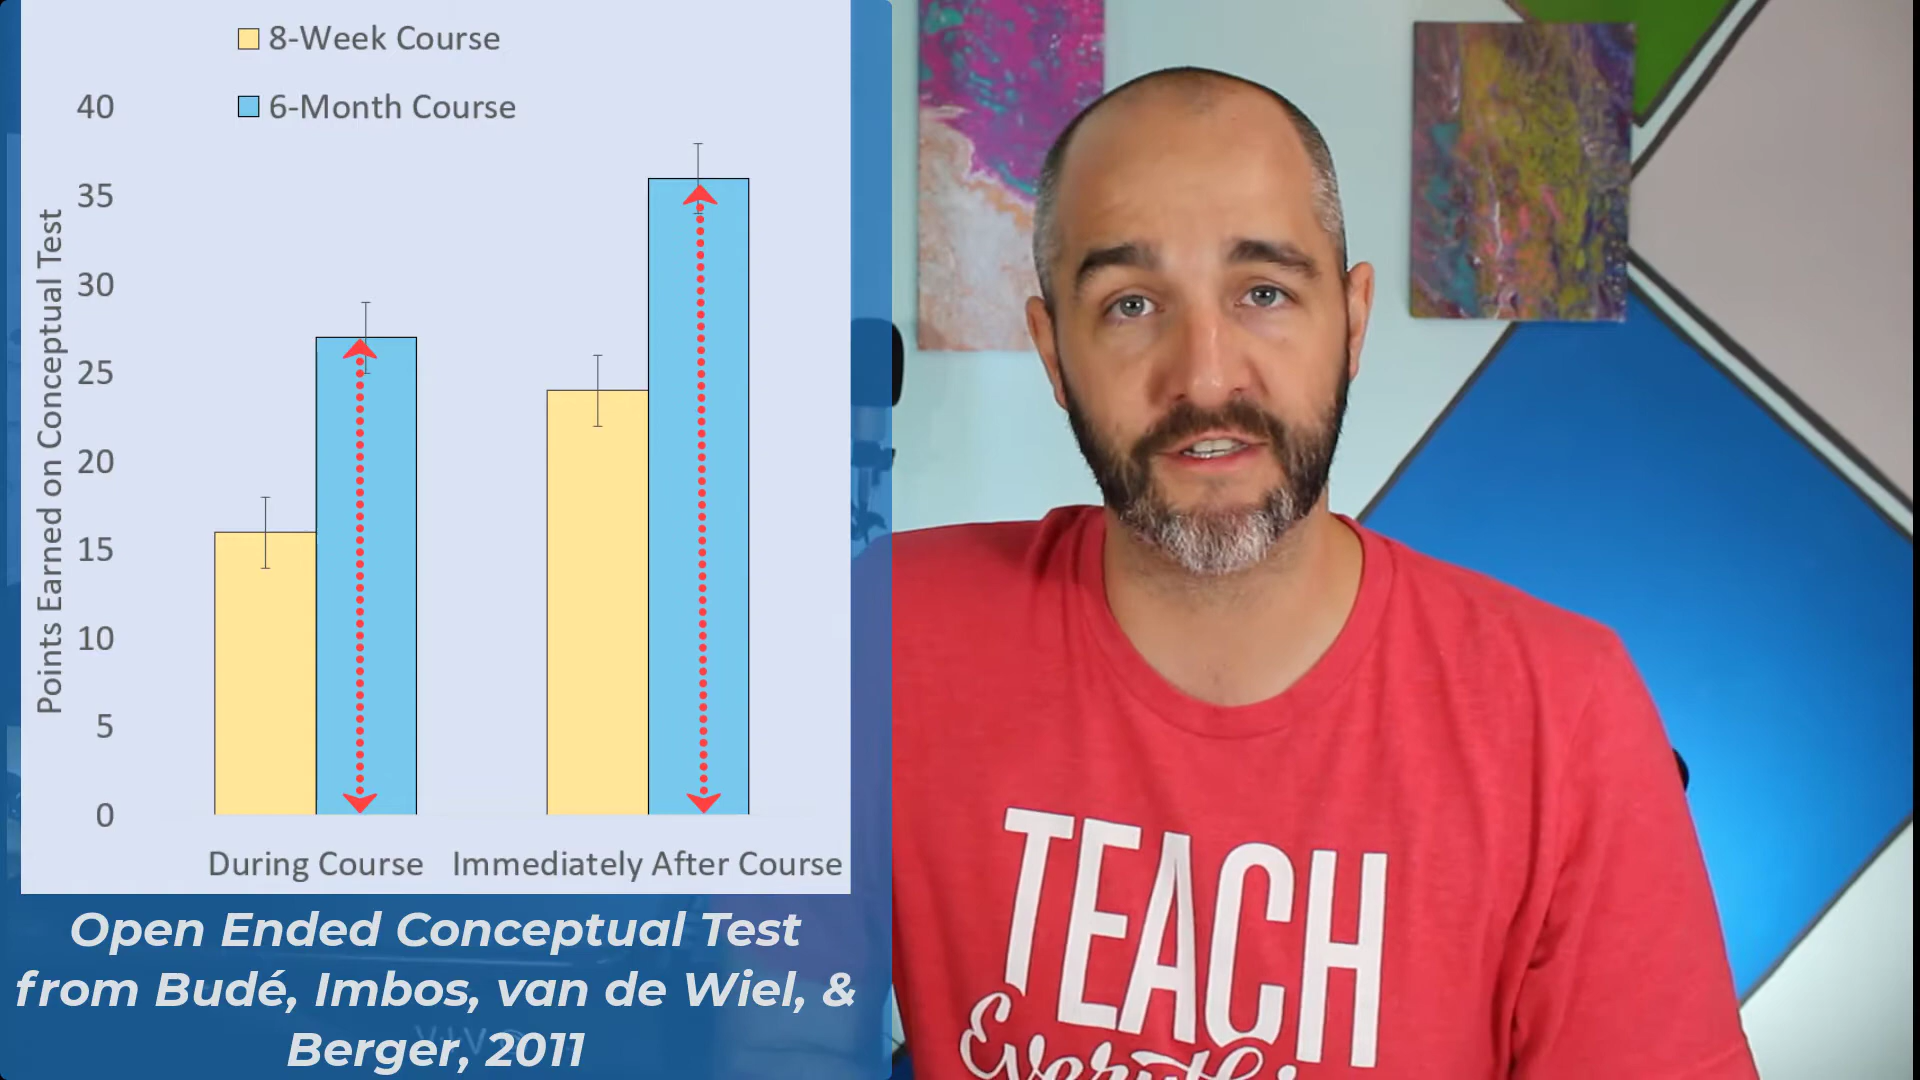 8-Week Course
6-Month Course
40
35
30
25
20
15
10
5
0
Points Earned on Conceptual Test
During Course
Immediately After Course
Open Ended Conceptual Test
from Budé, Imbos, van de Wiel, &
Berger, 2011
TEACH